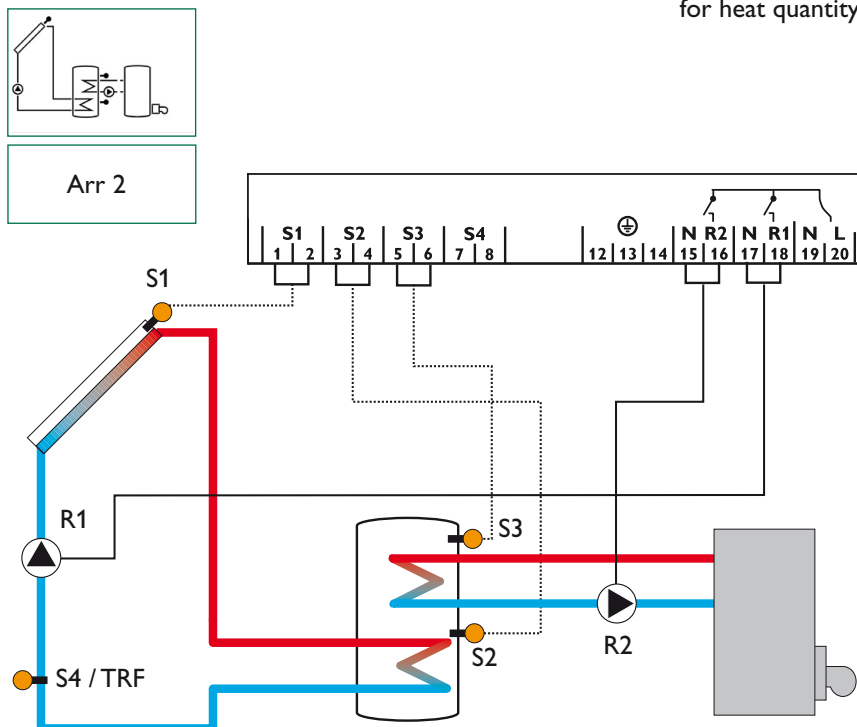 for heat quantity
Arr 2
S1 S2 S3 S4 N R2 N R1 N L
1 2 3 4 5 6 7 8 12 13 14 15 16 17 18 19 20
S1
R1
S3
S2
R2
S4 / TRF